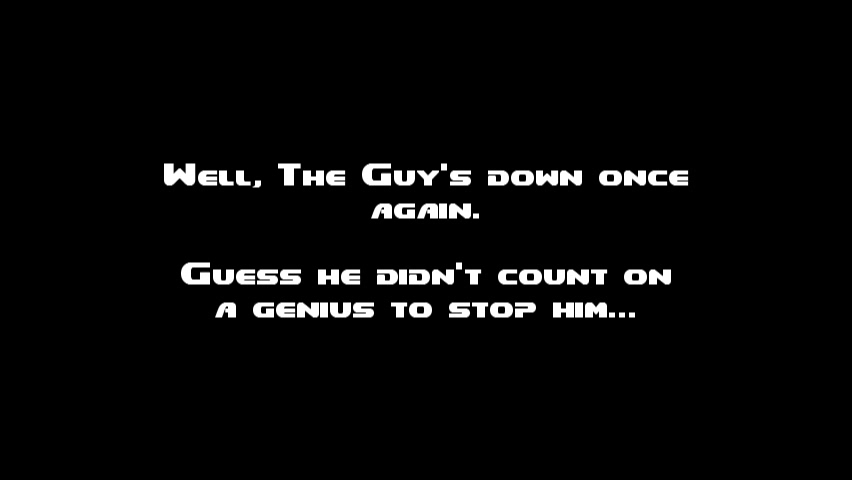 Well, The Guy's down once
again.
Guess he didn't count on
a genius to stop him...